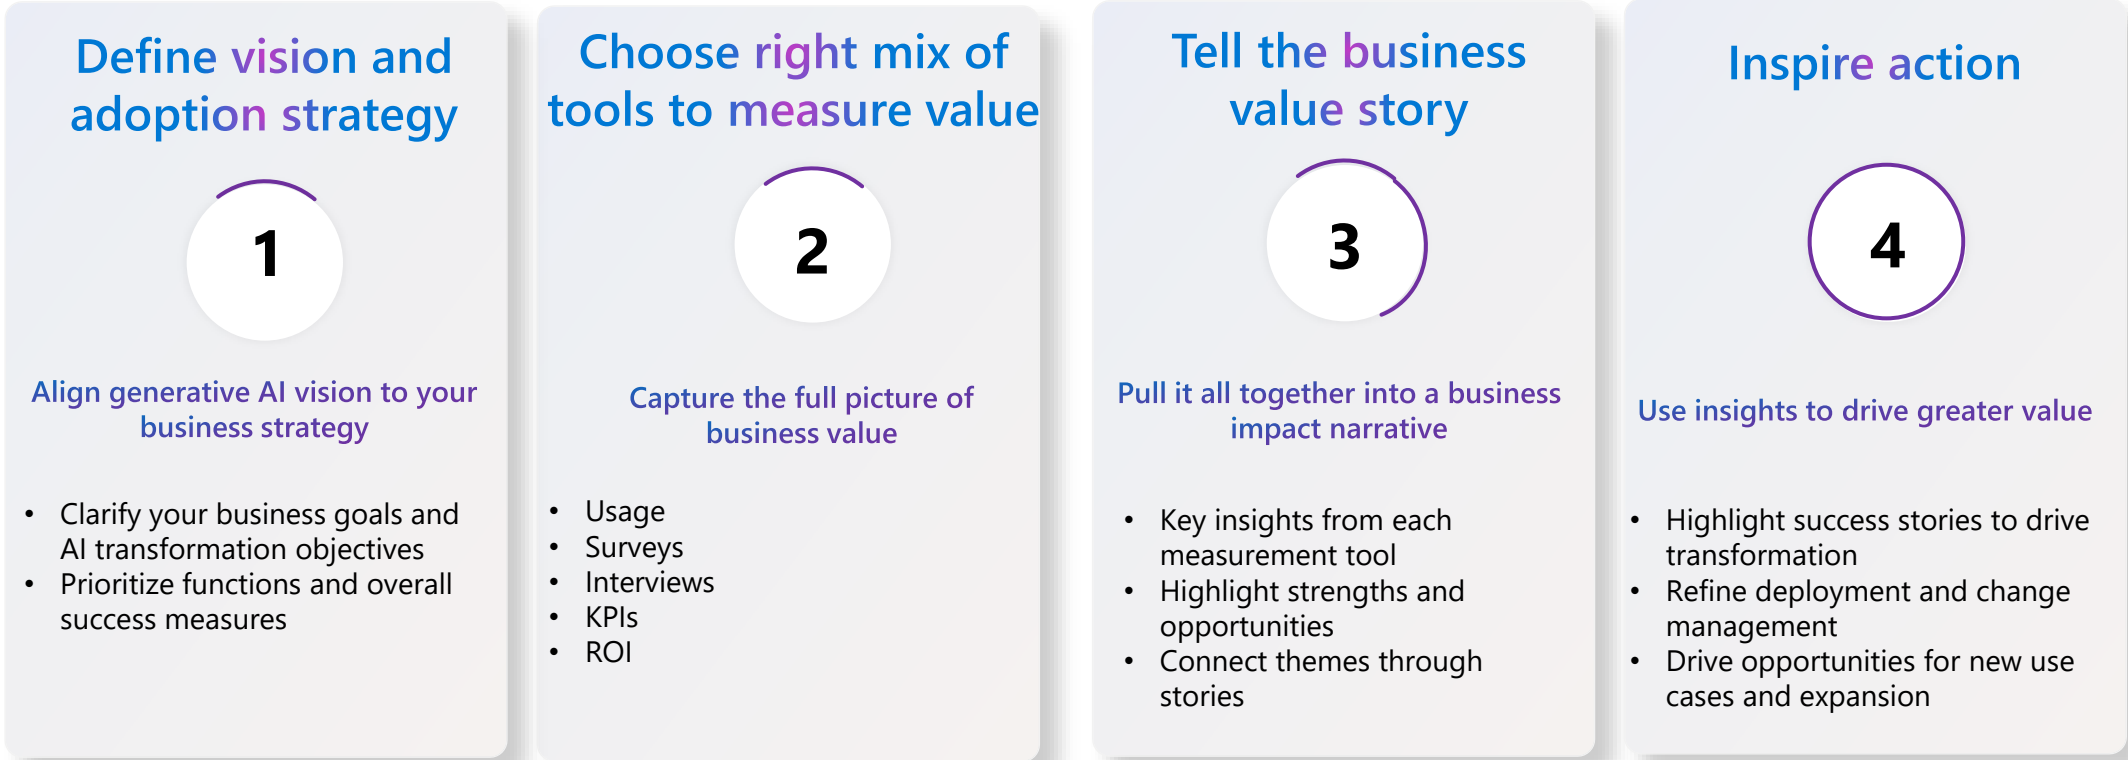 Define vision and
adoption strategy
1
Align generative AI vision to your
business strategy
• Clarify your business goals and
AI transformation objectives
• Prioritize functions and overall
success measures
Choose right mix of
tools to measure value
2
Capture the full picture of
business value
• Usage
• Surveys
• Interviews
• KPIs
• ROI
Tell the business
value story
3
Pull it all together into a business
impact narrative
• Key insights from each
measurement tool
• Highlight strengths and
opportunities
• Connect themes through
stories
Inspire action
4
Use insights to drive greater value
• Highlight success stories to drive
transformation
• Refine deployment and change
management
• Drive opportunities for new use
cases and expansion